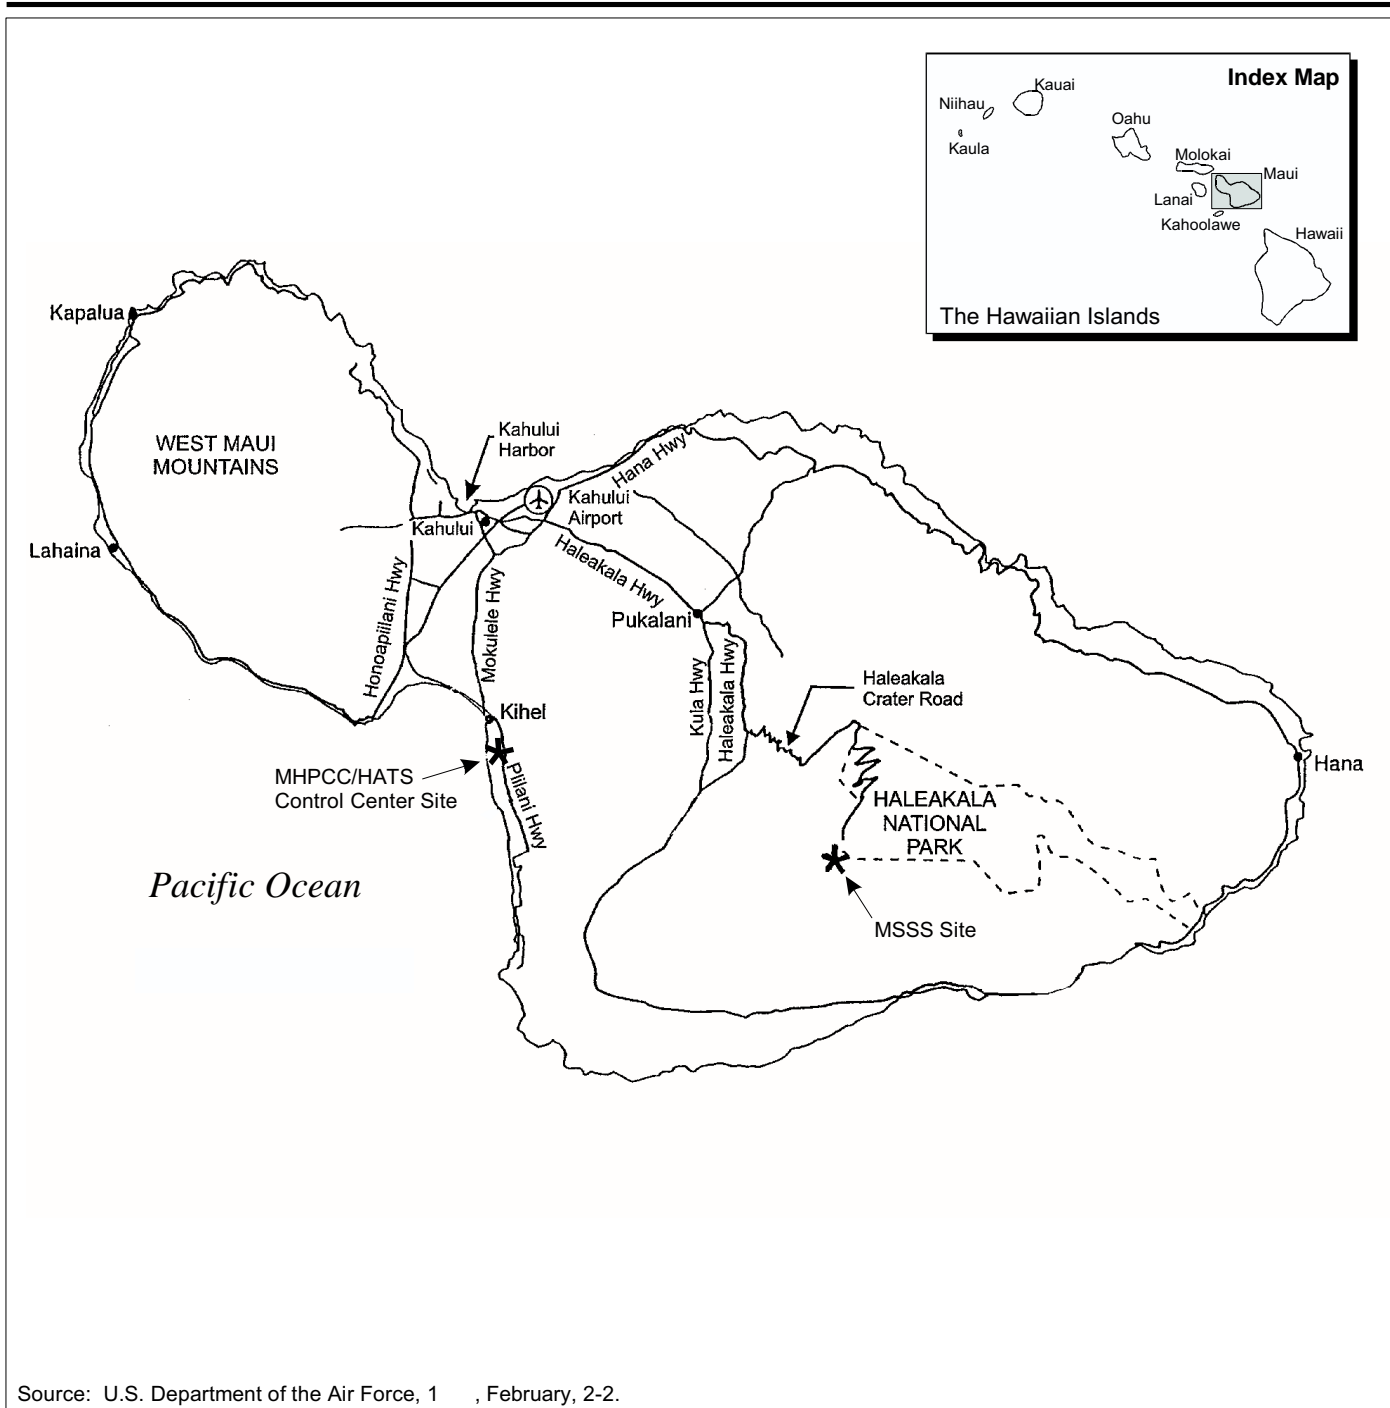 Index Map
Kauai
Niihau
Kaula
Oahu
Molokai
Maui
Lanai
Kahoolawe
Hawaii
The Hawaiian Islands
Kapalua
WEST MAUI
MOUNTAINS
Kahului
Harbor
Hana Hwy
Kahului
Airport
Kahului
Lahaina
Haleakala Hwy
Honoapiilani Hwy
Mokulele Hwy
Pukalani
Kula Hwy
Haleakala Hwy
Haleakala
Crater Road
Kihel
Hana
MHPCC/HATS
Control Center Site
Plilani Hwy
HALEAKALA
NATIONAL
PARK
Pacific Ocean
MSSS Site
Source: U.S. Department of the Air Force, 1 , February, 2-2.